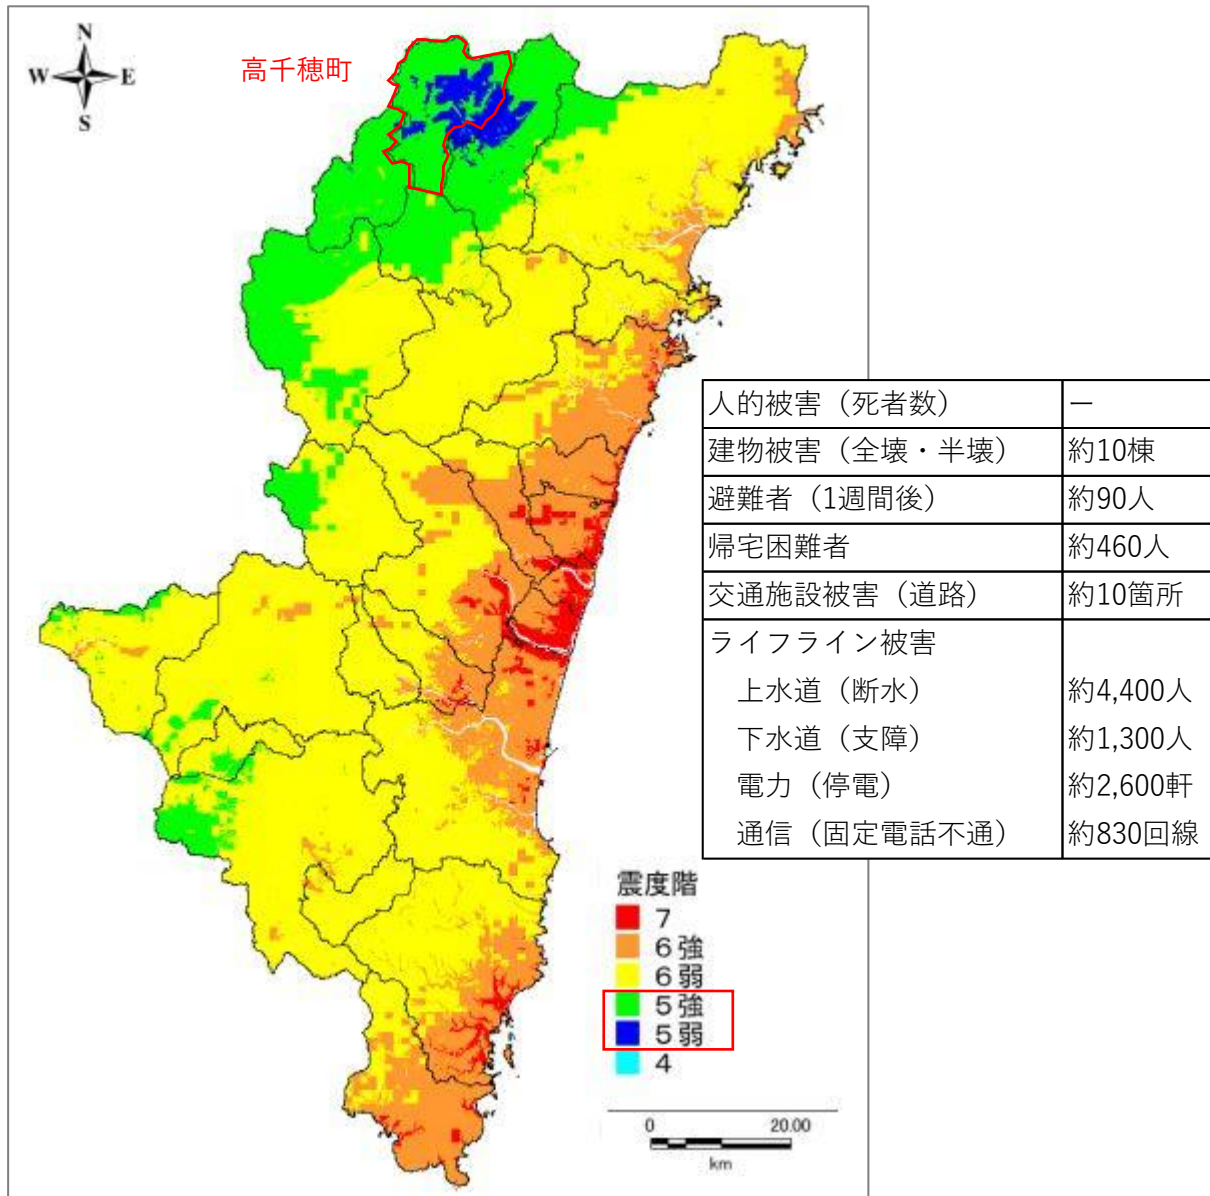 N
W E
S
高千穂町
人的被害（死者数） ー
建物被害（全壊・半壊） 約10棟
避難者（1週間後） 約90人
帰宅困難者 約460人
交通施設被害（道路） 約10箇所
ライフライン被害
上水道（断水） 約4,400人
下水道（支障） 約1,300人
電力（停電） 約2,600軒
通信（固定電話不通） 約830回線
震度階
7
6強
6弱
5強
5弱
4
0 20.00
km